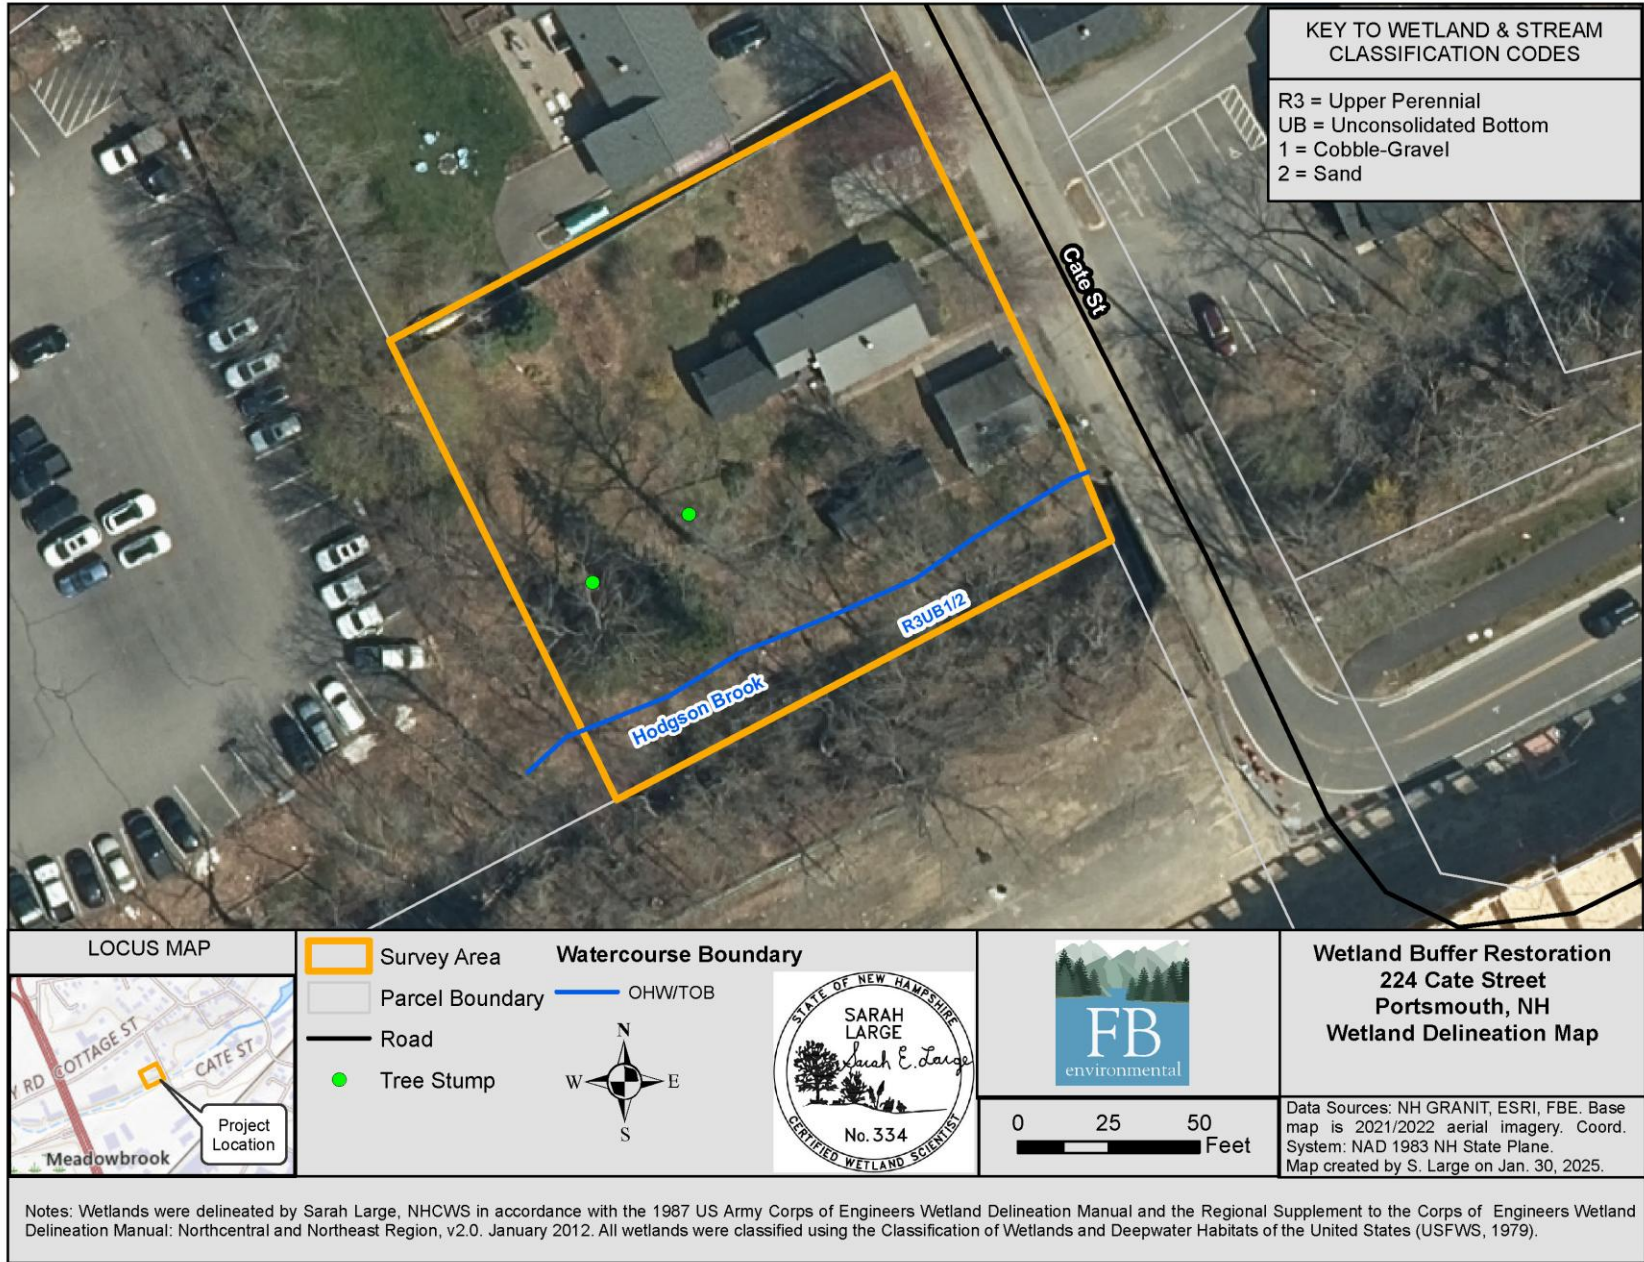 KEY TO WETLAND & STREAM
CLASSIFICATION CODES
R3 = Upper Perennial
UB = Unconsolidated Bottom
1 = Cobble-Gravel
2 = Sand
Cate St
R3UB1/2
Hodgson Brook
LOCUS MAP
Y RD
COTTAGE ST
CATE ST
Project
Location
Meadowbrook
Survey Area
Parcel Boundary
Road
Tree Stump
Watercourse Boundary
OHW/TOB
N
W
E
S
STATE OF NEW HAMPSHIRE
SARAH
LARGE
Sarah E. Large
No. 334
CERTIFIED WETLAND SCIENTIST
FB
environmental
0 25 50
Feet
Wetland Buffer Restoration
224 Cate Street
Portsmouth, NH
Wetland Delineation Map
Data Sources: NH GRANIT, ESRI, FBE. Base
map is 2021/2022 aerial imagery. Coord.
System: NAD 1983 NH State Plane.
Map created by S. Large on Jan. 30, 2025.
Notes: Wetlands were delineated by Sarah Large, NHCWS in accordance with the 1987 US Army Corps of Engineers Wetland Delineation Manual and the Regional Supplement to the Corps of Engineers Wetland
Delineation Manual: Northcentral and Northeast Region, v2.0. January 2012. All wetlands were classified using the Classification of Wetlands and Deepwater Habitats of the United States (USFWS, 1979).